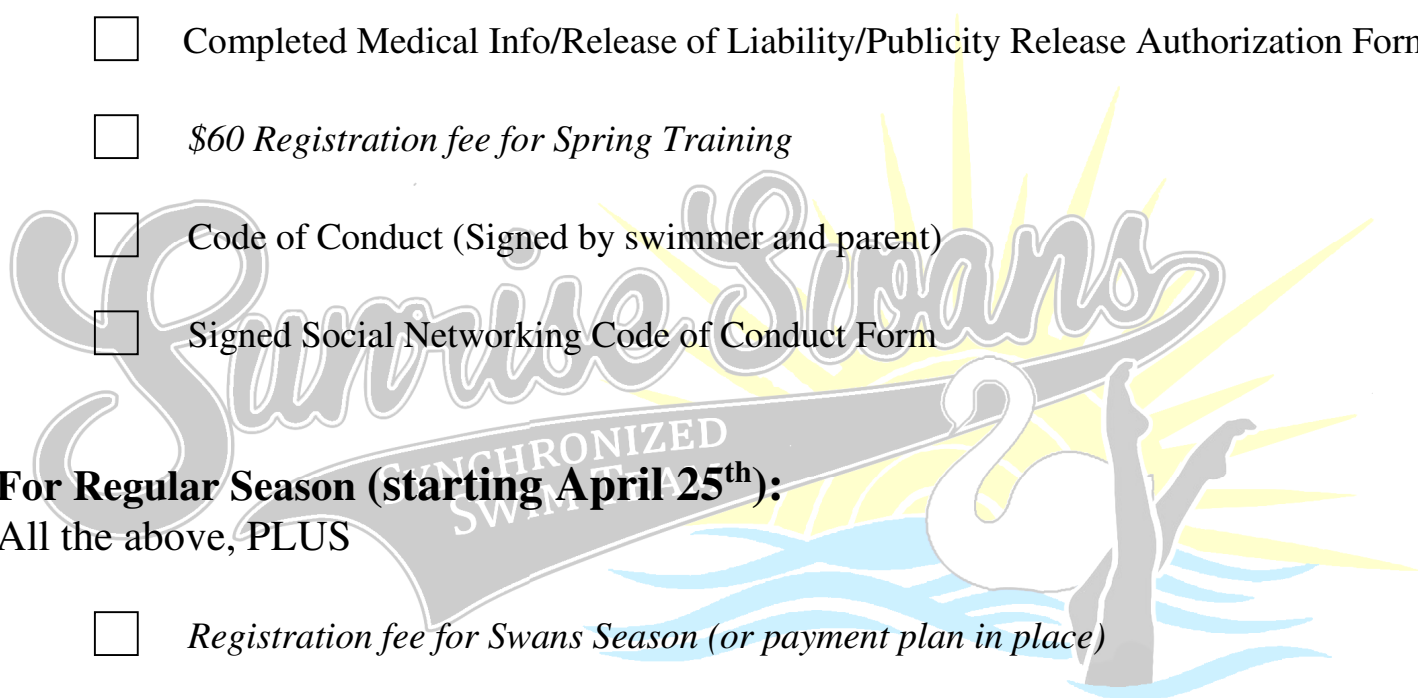 Completed Medical Info/Release of Liability/Publicity Release Authorization Form
$60 Registration fee for Spring Training
Sunrise Swans
Code of Conduct (Signed by swimmer and parent)
Signed Social Networking Code of Conduct Form
SYNCHRONIZED
SWIM TEAM
For Regular Season (starting April 25th):
All the above, PLUS
Registration fee for Swans Season (or payment plan in place)